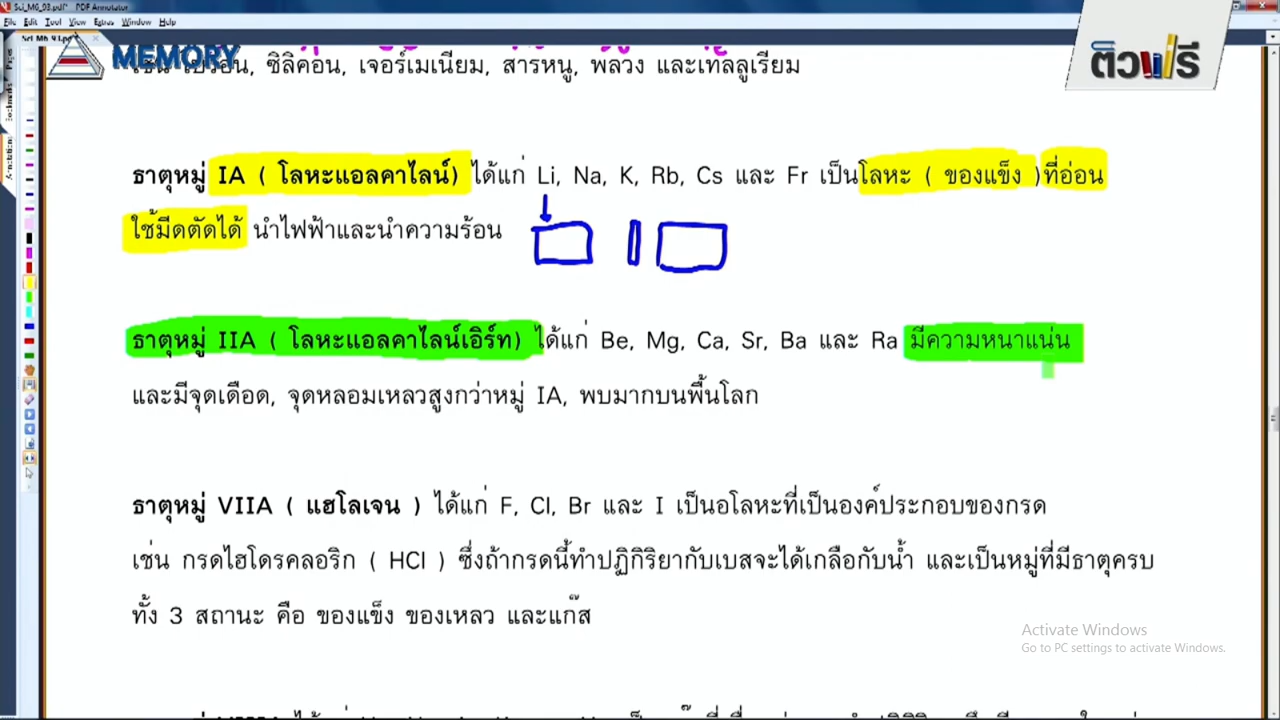 Sci_M6_93.pdf* - PDF Annotator
File Edit Tool View Extras Window Help
MEMORY
ติวฟรี
เช่น โบรอน, ซิลิคอน, เจอร์เมเนียม, สารหนู, พลวง และเทลลูเรียม
ธาตุหมู่ IA ( โลหะแอลคาไลน์) ได้แก่ Li, Na, K, Rb, Cs และ Fr เป็นโลหะ ( ของแข็ง )ที่อ่อน
ใช้มีดตัดได้ นำไฟฟ้าและนำความร้อน
ธาตุหมู่ IIA ( โลหะแอลคาไลน์เอิร์ท) ได้แก่ Be, Mg, Ca, Sr, Ba และ Ra มีความหนาแน่น
และมีจุดเดือด, จุดหลอมเหลวสูงกว่าหมู่ IA, พบมากบนพื้นโลก
ธาตุหมู่ VIIA ( แฮโลเจน ) ได้แก่ F, Cl, Br และ I เป็นอโลหะที่เป็นองค์ประกอบของกรด
เช่น กรดไฮโดรคลอริก ( HCl ) ซึ่งถ้ากรดนี้ทำปฏิกิริยากับเบสจะได้เกลือกับน้ำ และเป็นหมู่ที่มีธาตุครบ
ทั้ง 3 สถานะ คือ ของแข็ง ของเหลว และแก๊ส
Activate Windows
Go to PC settings to activate Windows.